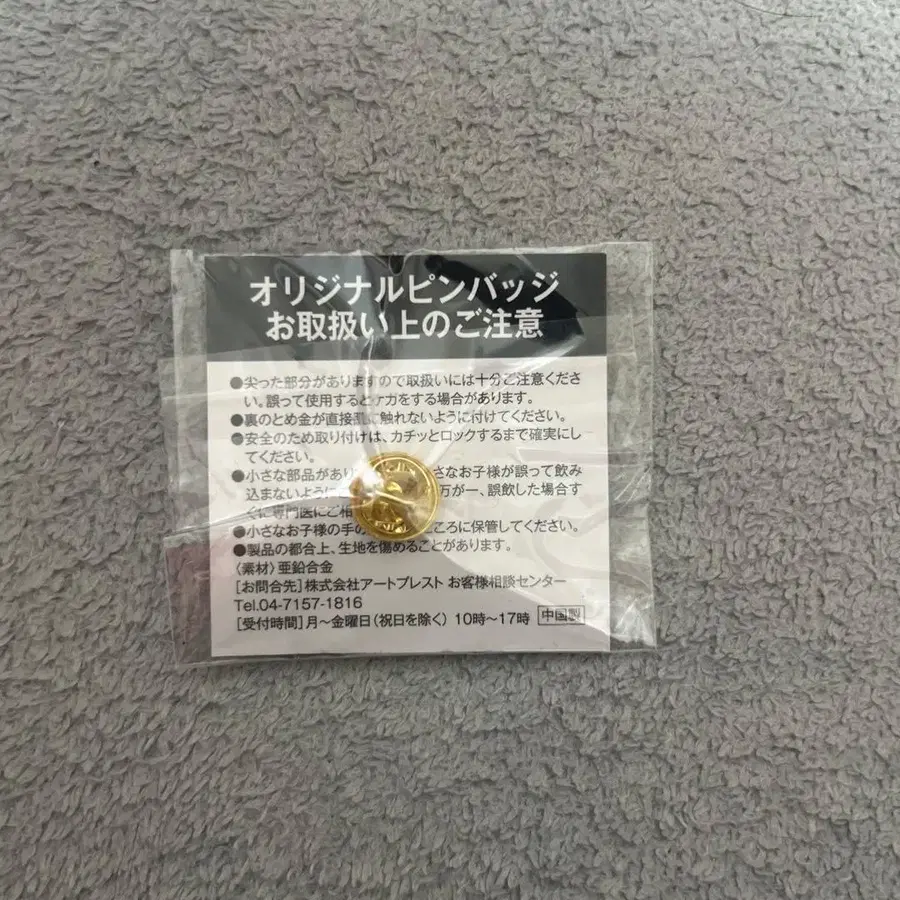 オリジナルピンバッジ
お取扱い上のご注意
●尖った部分がありますので取扱いには十分ご注意くださ
い。誤って使用するとケガをする場合があります。
●裏のとめ金が直接肌に触れないように付けてください。
●安全のため取り付けは、カチッとロックするまで確実にし
てください。
●小さな部品があり さなお子様が誤って飲み
込まないように 万が一、誤飲した場合す
ぐに専門医にご相
●小さなお子様の手の ころに保管してください。
●製品の都合上、生地を傷めることがあります。
〈素材〉亜鉛合金
[お問合先]株式会社アートプレスト お客様相談センター
Tel.04-7157-1816
[受付時間]月～金曜日(祝日を除く) 10時～17時 中国製